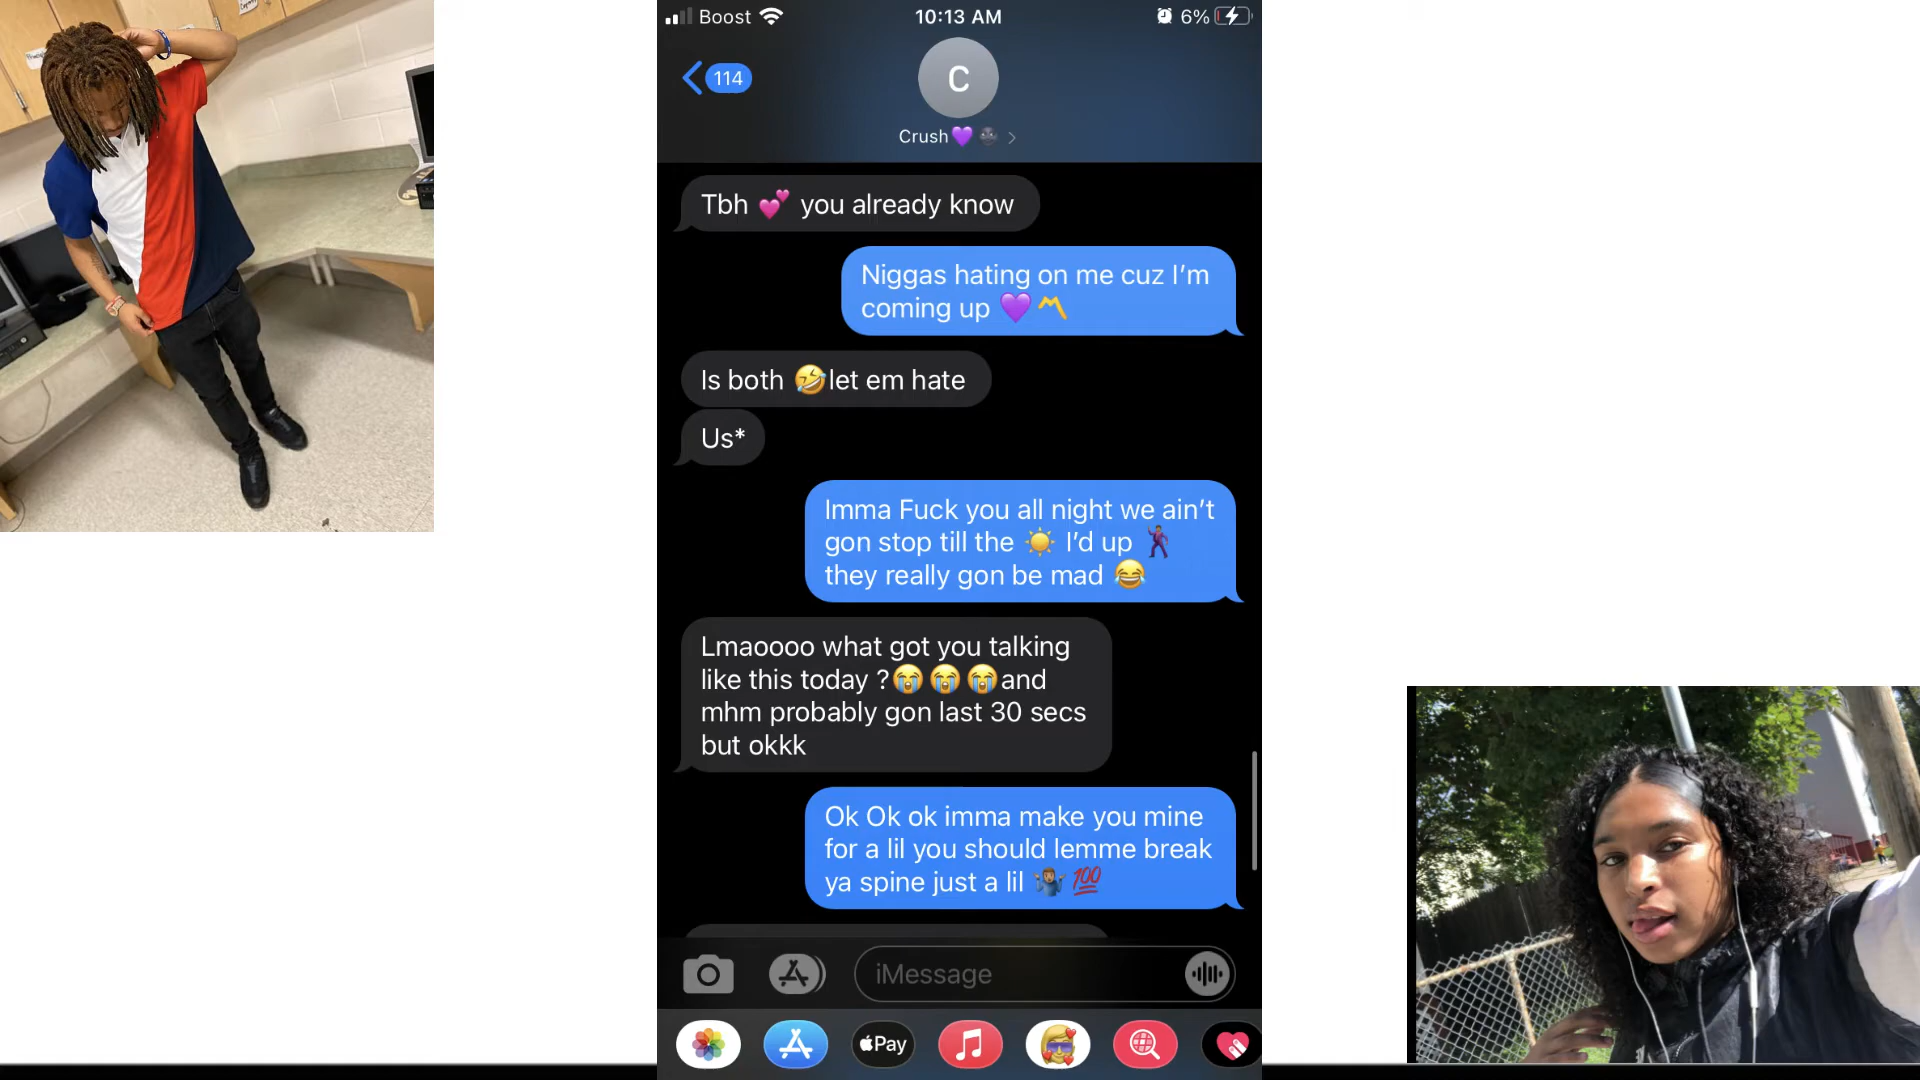 Boost
10:13 AM
6%
114
C
Crush💜🌚
Tbh 💕 you already know
Niggas hating on me cuz I’m
coming up 💜〽️
Is both 🤣let em hate
Us*
Imma Fuck you all night we ain’t
gon stop till the ☀️ I’d up 🕺🏾
they really gon be mad 😂
Lmaoooo what got you talking
like this today ?😭😭😭and
mhm probably gon last 30 secs
but okkk
Ok Ok ok imma make you mine
for a lil you should lemme break
ya spine just a lil 🤷🏽‍♂️💯
iMessage
Pay